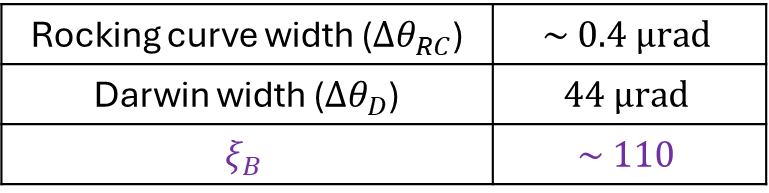 Rocking curve width (Δθ_RC) ~ 0.4 μrad
Darwin width (Δθ_D) 44 μrad
ξ_B ~ 110